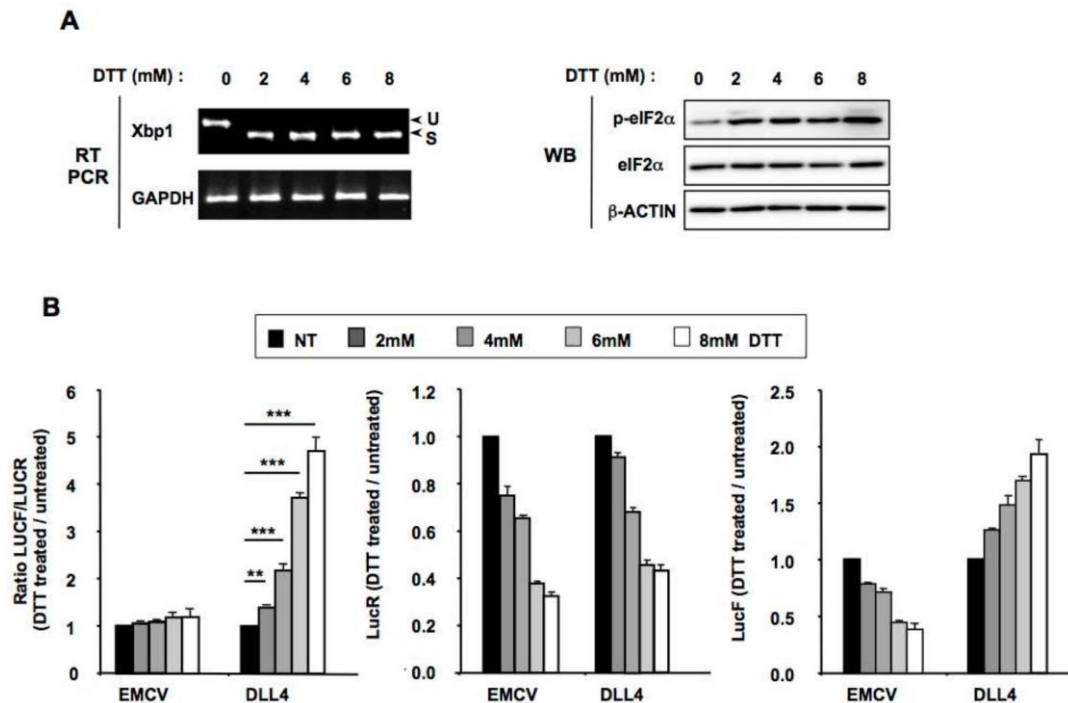 A
DTT (mM) : 0 2 4 6 8
Xbp1
U
S
RT
PCR
GAPDH
DTT (mM) : 0 2 4 6 8
p-eIF2α
WB
eIF2α
β-ACTIN
B
NT 2mM 4mM 6mM 8mM DTT
Ratio LUCF/LUCR
(DTT treated / untreated)
6
5
4
3
2
1
0
**
***
***
***
EMCV DLL4
LucR (DTT treated / untreated)
1.2
1.0
0.8
0.6
0.4
0.2
0.0
EMCV DLL4
LucF (DTT treated / untreated)
2.5
2.0
1.5
1.0
0.5
0.0
EMCV DLL4